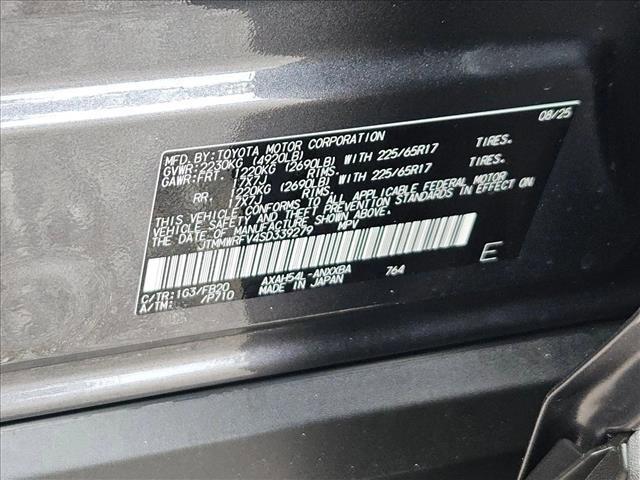 MFD.BY:TOYOTA MOTOR CORPORATION 08/25
GVWR:2230KG (4920LB)
GAWR:FRT. 1220KG (2690LB) WITH 225/65R17 TIRES.
17X7J RIMS.
RR. 1220KG (2690LB) WITH 225/65R17 TIRES.
17X7J RIMS.
THIS VEHICLE CONFORMS TO ALL APPLICABLE FEDERAL MOTOR
VEHICLE SAFETY AND THEFT PREVENTION STANDARDS IN EFFECT ON
THE DATE OF MANUFACTURE SHOWN ABOVE.
JTMMWRFV4SD339279 MPV
C/TR:1G3/FB20 AXAH54L-ANXXBA 764 E
A/TM: /P710 MADE IN JAPAN